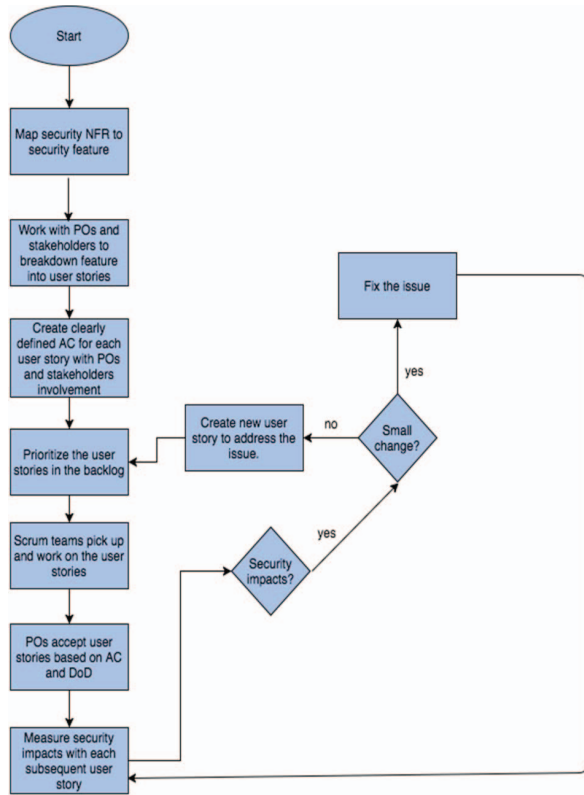 Start
Map security NFR to
security feature
Work with POs and
stakeholders to
breakdown feature
into user stories
Create clearly
defined AC for each
user story with POs
and stakeholders
involvement
Prioritize the user
stories in the backlog
Scrum teams pick up
and work on the user
stories
POs accept user
stories based on AC
and DoD
Measure security
impacts with each
subsequent user
story
Security
impacts?
yes
Small
change?
no
Create new user
story to address the
issue.
yes
Fix the issue